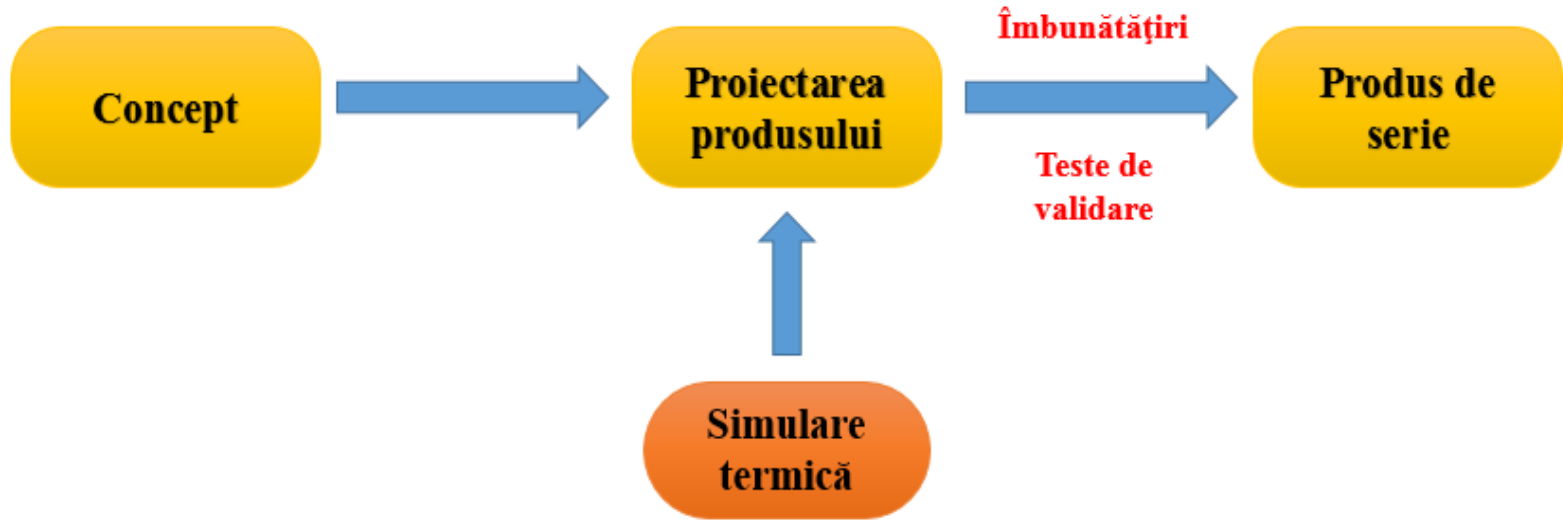 Concept
Proiectarea
produsului
Îmbunătăţiri
Teste de
validare
Produs de
serie
Simulare
termică